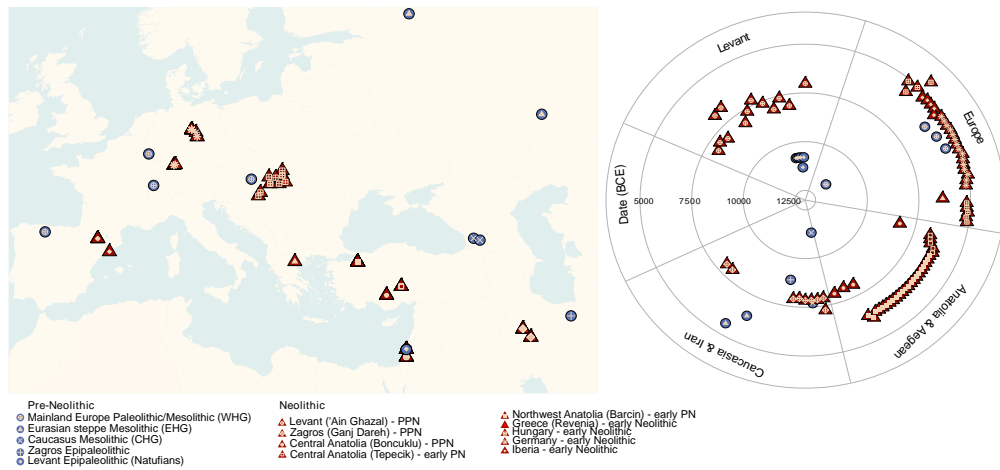 Levant
Europe
Date (BCE)
5000 7500 10000 12500
Anatolia & Aegean
Caucasia & Iran
Pre-Neolithic
Mainland Europe Paleolithic/Mesolithic (WHG)
Eurasian steppe Mesolithic (EHG)
Caucasus Mesolithic (CHG)
Zagros Epipaleolithic
Levant Epipaleolithic (Natufians)
Neolithic
Levant ('Ain Ghazal) - PPN
Zagros (Ganj Dareh) - PPN
Central Anatolia (Boncuklu) - PPN
Central Anatolia (Tepecik) - early PN
Northwest Anatolia (Barcin) - early PN
Greece (Revenia) - early Neolithic
Hungary - early Neolithic
Germany - early Neolithic
Iberia - early Neolithic